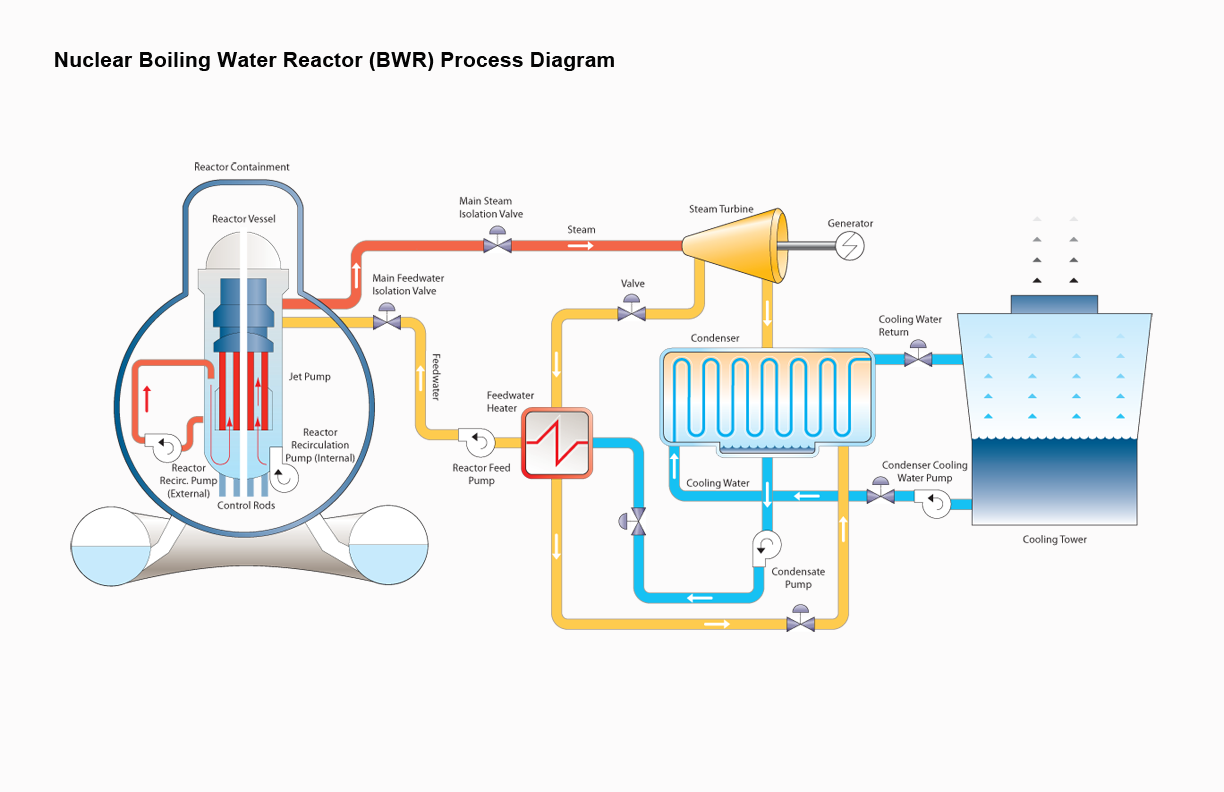 Nuclear Boiling Water Reactor (BWR) Process Diagram
Reactor Containment
Reactor Vessel
Main Steam
Isolation Valve
Steam
Steam Turbine
Generator
Main Feedwater
Isolation Valve
Valve
Cooling Water
Return
Condenser
Feedwater
Jet Pump
Feedwater
Heater
Reactor
Recirculation
Pump (Internal)
Reactor
Recirc. Pump
(External)
Control Rods
Reactor Feed
Pump
Cooling Water
Condenser Cooling
Water Pump
Cooling Tower
Condensate
Pump